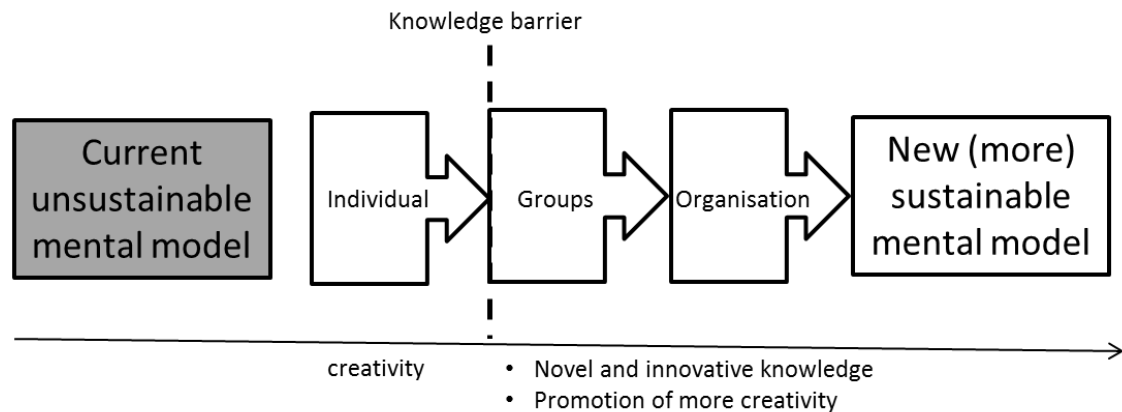 Knowledge barrier
Current
unsustainable
mental model
Individual
Groups
Organisation
New (more)
sustainable
mental model
creativity
• Novel and innovative knowledge
• Promotion of more creativity